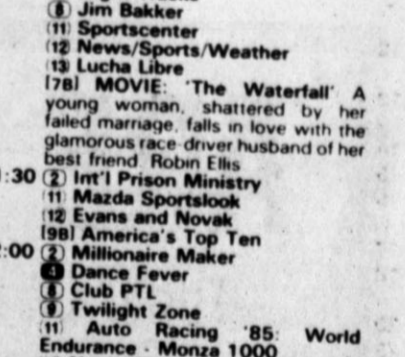 (8) Jim Bakker
(11) Sportscenter
(12) News/Sports/Weather
(13) Lucha Libre
[7B] MOVIE: 'The Waterfall' A
young woman, shattered by her
failed marriage, falls in love with the
glamorous race-driver husband of her
best friend Robin Ellis
:30 (2) Int'l Prison Ministry
(11) Mazda Sportslook
(12) Evans and Novak
[9B] America's Top Ten
:00 (2) Millionaire Maker
(4) Dance Fever
(8) Club PTL
(9) Twilight Zone
(11) Auto Racing '85: World
Endurance - Monza 1000